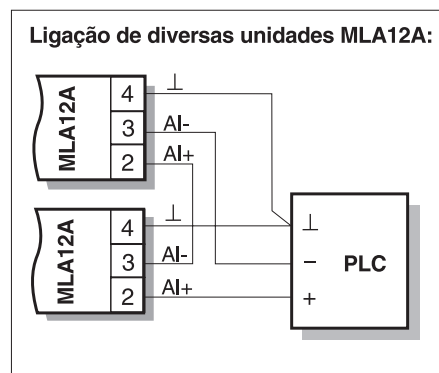 Ligação de diversas unidades MLA12A:
MLA12A
4 ⊥
3 AI-
2 AI+
MLA12A
4 ⊥
3 AI-
2 AI+
⊥
− PLC
+